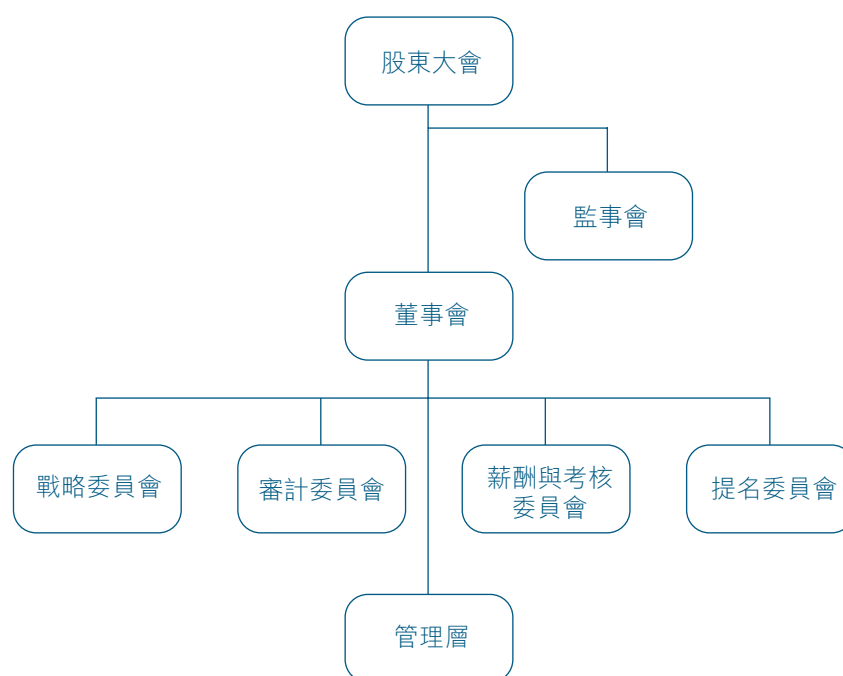 股東大會
監事會
董事會
戰略委員會
審計委員會
薪酬與考核
委員會
提名委員會
管理層